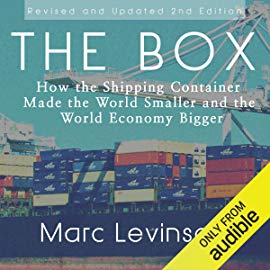 Revised and Updated 2nd Edition
THE BOX
How the Shipping Container
Made the World Smaller and the
World Economy Bigger
Marc Levins
ONLY FROM
audible